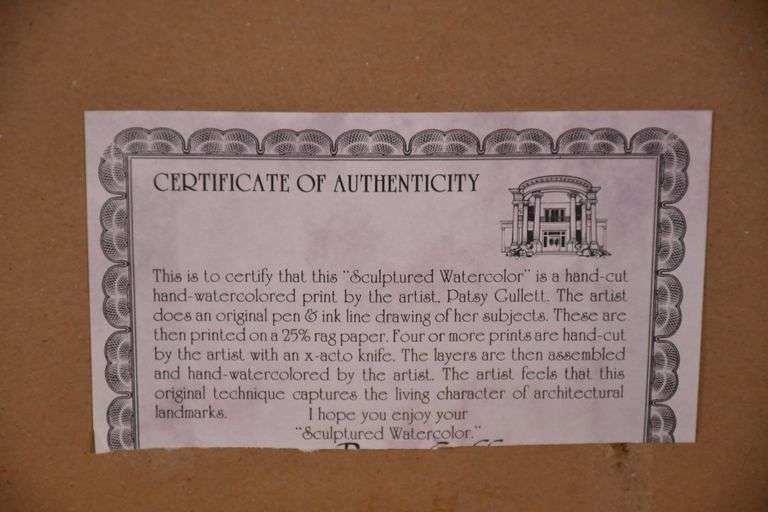 CERTIFICATE OF AUTHENTICITY
This is to certify that this "Sculptured Watercolor" is a hand-cut
hand-watercolored print by the artist, Patsy Gullett. The artist
does an original pen & ink line drawing of her subjects. These are
then printed on a 25% rag paper. Four or more prints are hand-cut
by the artist with an x-acto knife. The layers are then assembled
and hand-watercolored by the artist. The artist feels that this
original technique captures the living character of architectural
landmarks. I hope you enjoy your
"Sculptured Watercolor."